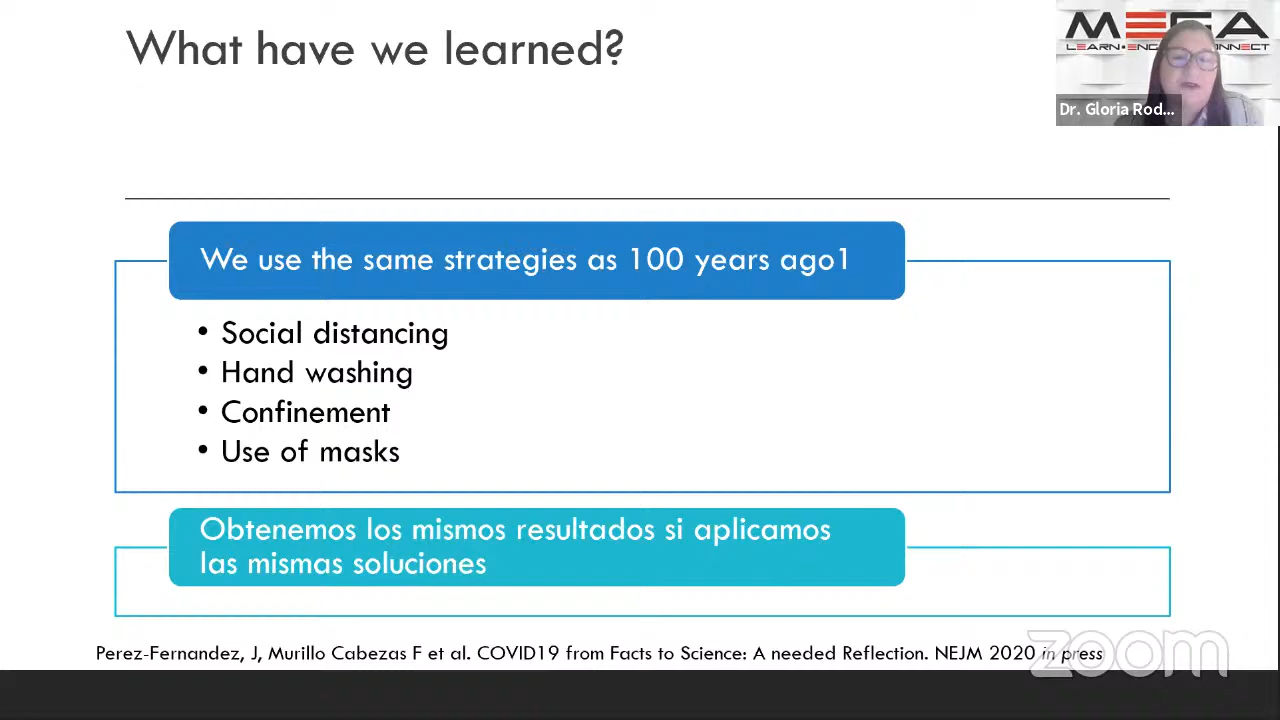 What have we learned?
MEGA
Dr. Gloria Rod...
We use the same strategies as 100 years ago1
• Social distancing
• Hand washing
• Confinement
• Use of masks
Obtenemos los mismos resultados si aplicamos
las mismas soluciones
Perez-Fernandez, J, Murillo Cabezas F et al. COVID19 from Facts to Science: A needed Reflection. NEJM 2020 in press
zoom